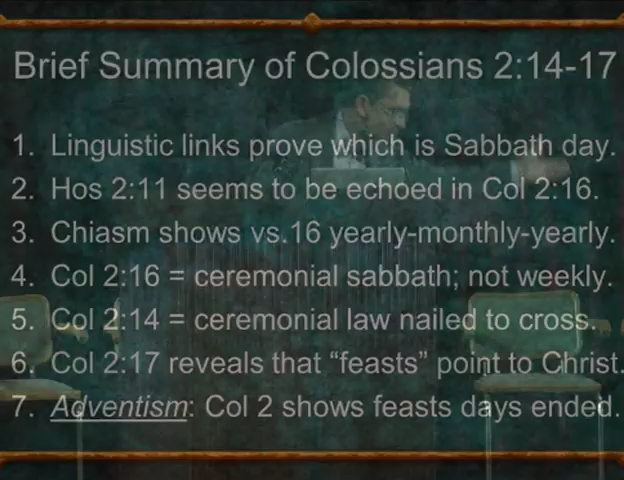 Brief Summary of Colossians 2:14-17
1. Linguistic links prove which is Sabbath day.
2. Hos 2:11 seems to be echoed in Col 2:16.
3. Chiasm shows vs.16 yearly-monthly-yearly.
4. Col 2:16 = ceremonial sabbath; not weekly.
5. Col 2:14 = ceremonial law nailed to cross.
6. Col 2:17 reveals that “feasts” point to Christ.
7. Adventism: Col 2 shows feasts days ended.